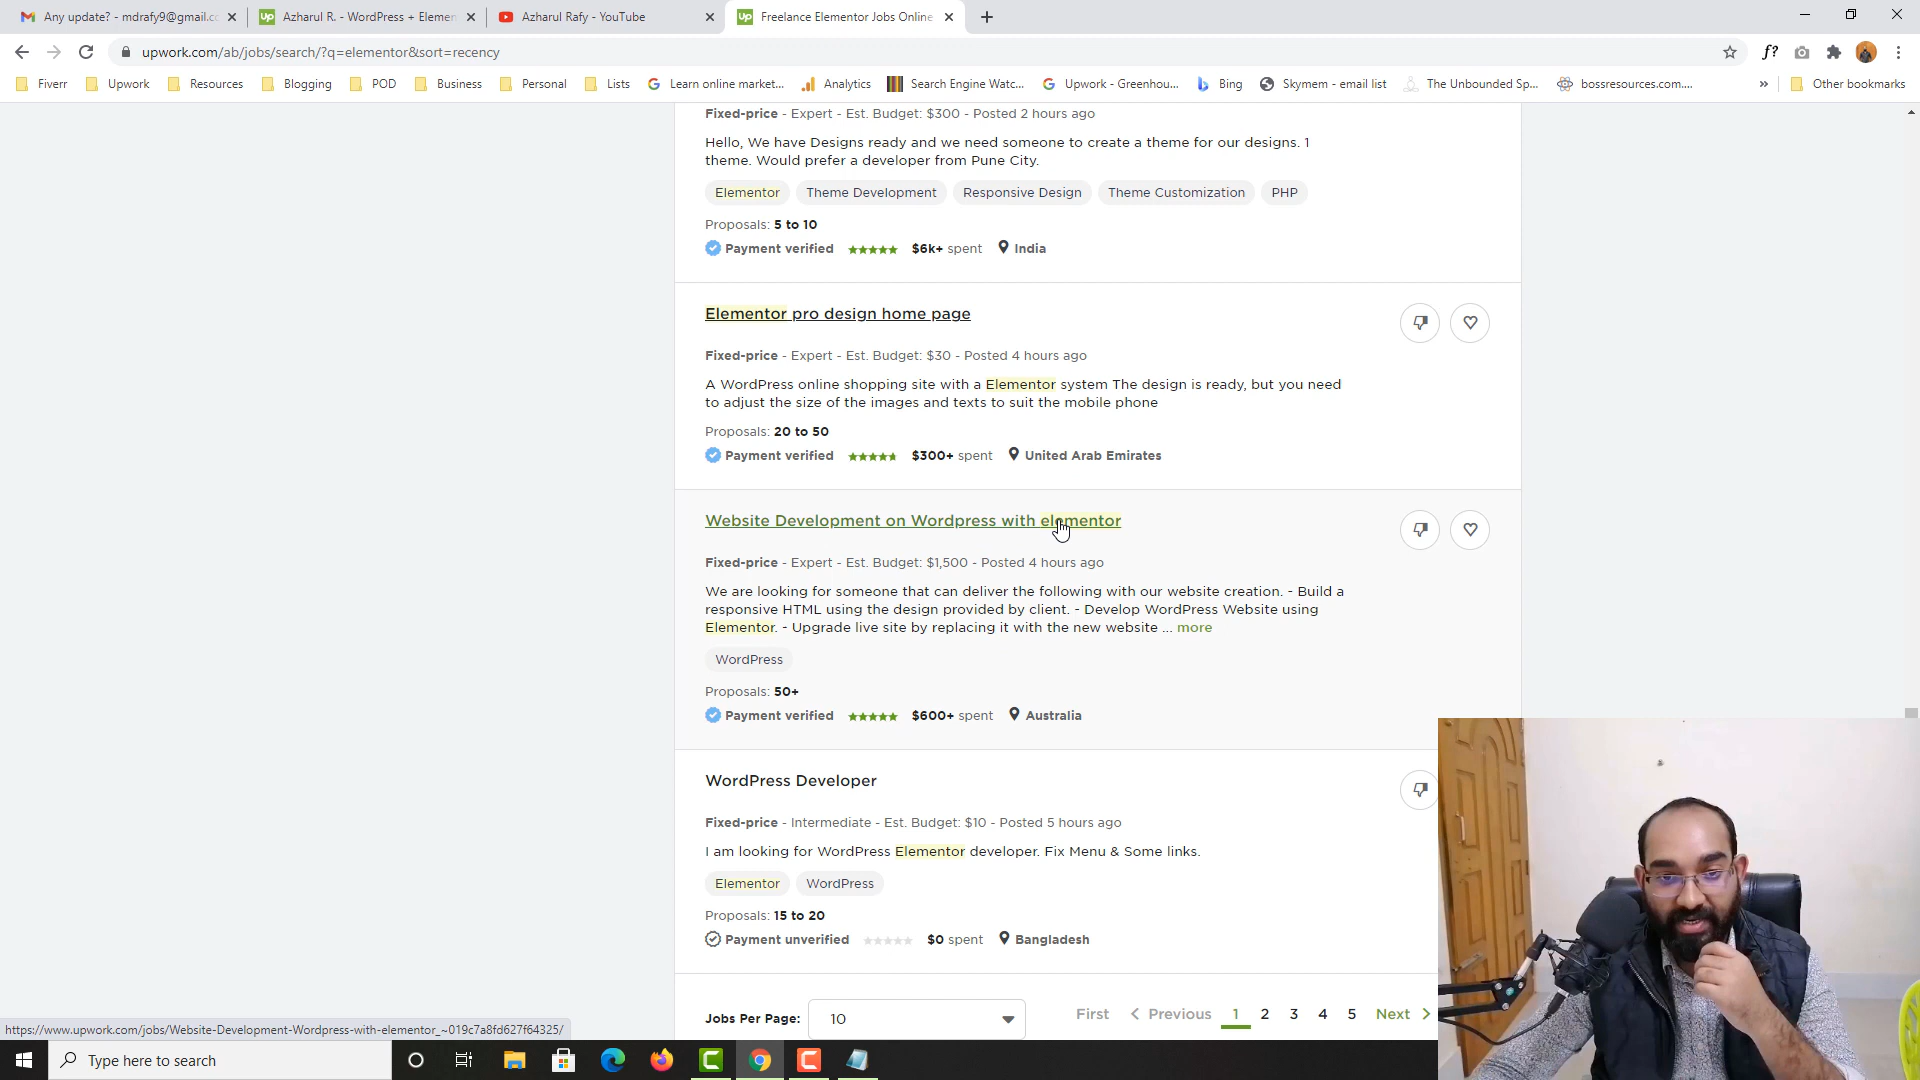 Any update? - mdrafy9@gmail.cc
Azharul R. - WordPress + Elemen
Azharul Rafy - YouTube
Freelance Elementor Jobs Online
upwork.com/ab/jobs/search/?q=elementor&sort=recency
Fiverr
Upwork
Resources
Blogging
POD
Business
Personal
Lists
Learn online market...
Analytics
Search Engine Watc...
Upwork - Greenhou...
Bing
Skymem - email list
The Unbounded Sp...
bossresources.com....
»
Other bookmarks
Fixed-price - Expert - Est. Budget: $300 - Posted 2 hours ago
Hello, We have Designs ready and we need someone to create a theme for our designs. 1
theme. Would prefer a developer from Pune City.
Elementor Theme Development Responsive Design Theme Customization PHP
Proposals: 5 to 10
Payment verified $6k+ spent India
Elementor pro design home page
Fixed-price - Expert - Est. Budget: $30 - Posted 4 hours ago
A WordPress online shopping site with a Elementor system The design is ready, but you need
to adjust the size of the images and texts to suit the mobile phone
Proposals: 20 to 50
Payment verified $300+ spent United Arab Emirates
Website Development on Wordpress with elementor
Fixed-price - Expert - Est. Budget: $1,500 - Posted 4 hours ago
We are looking for someone that can deliver the following with our website creation. - Build a
responsive HTML using the design provided by client. - Develop WordPress Website using
Elementor. - Upgrade live site by replacing it with the new website ... more
WordPress
Proposals: 50+
Payment verified $600+ spent Australia
WordPress Developer
Fixed-price - Intermediate - Est. Budget: $10 - Posted 5 hours ago
I am looking for WordPress Elementor developer. Fix Menu & Some links.
Elementor WordPress
Proposals: 15 to 20
Payment unverified $0 spent Bangladesh
Jobs Per Page: 10
First Previous 1 2 3 4 5 Next
https://www.upwork.com/jobs/Website-Development-Wordpress-with-elementor_~019c7a8fd627f64325/
Type here to search